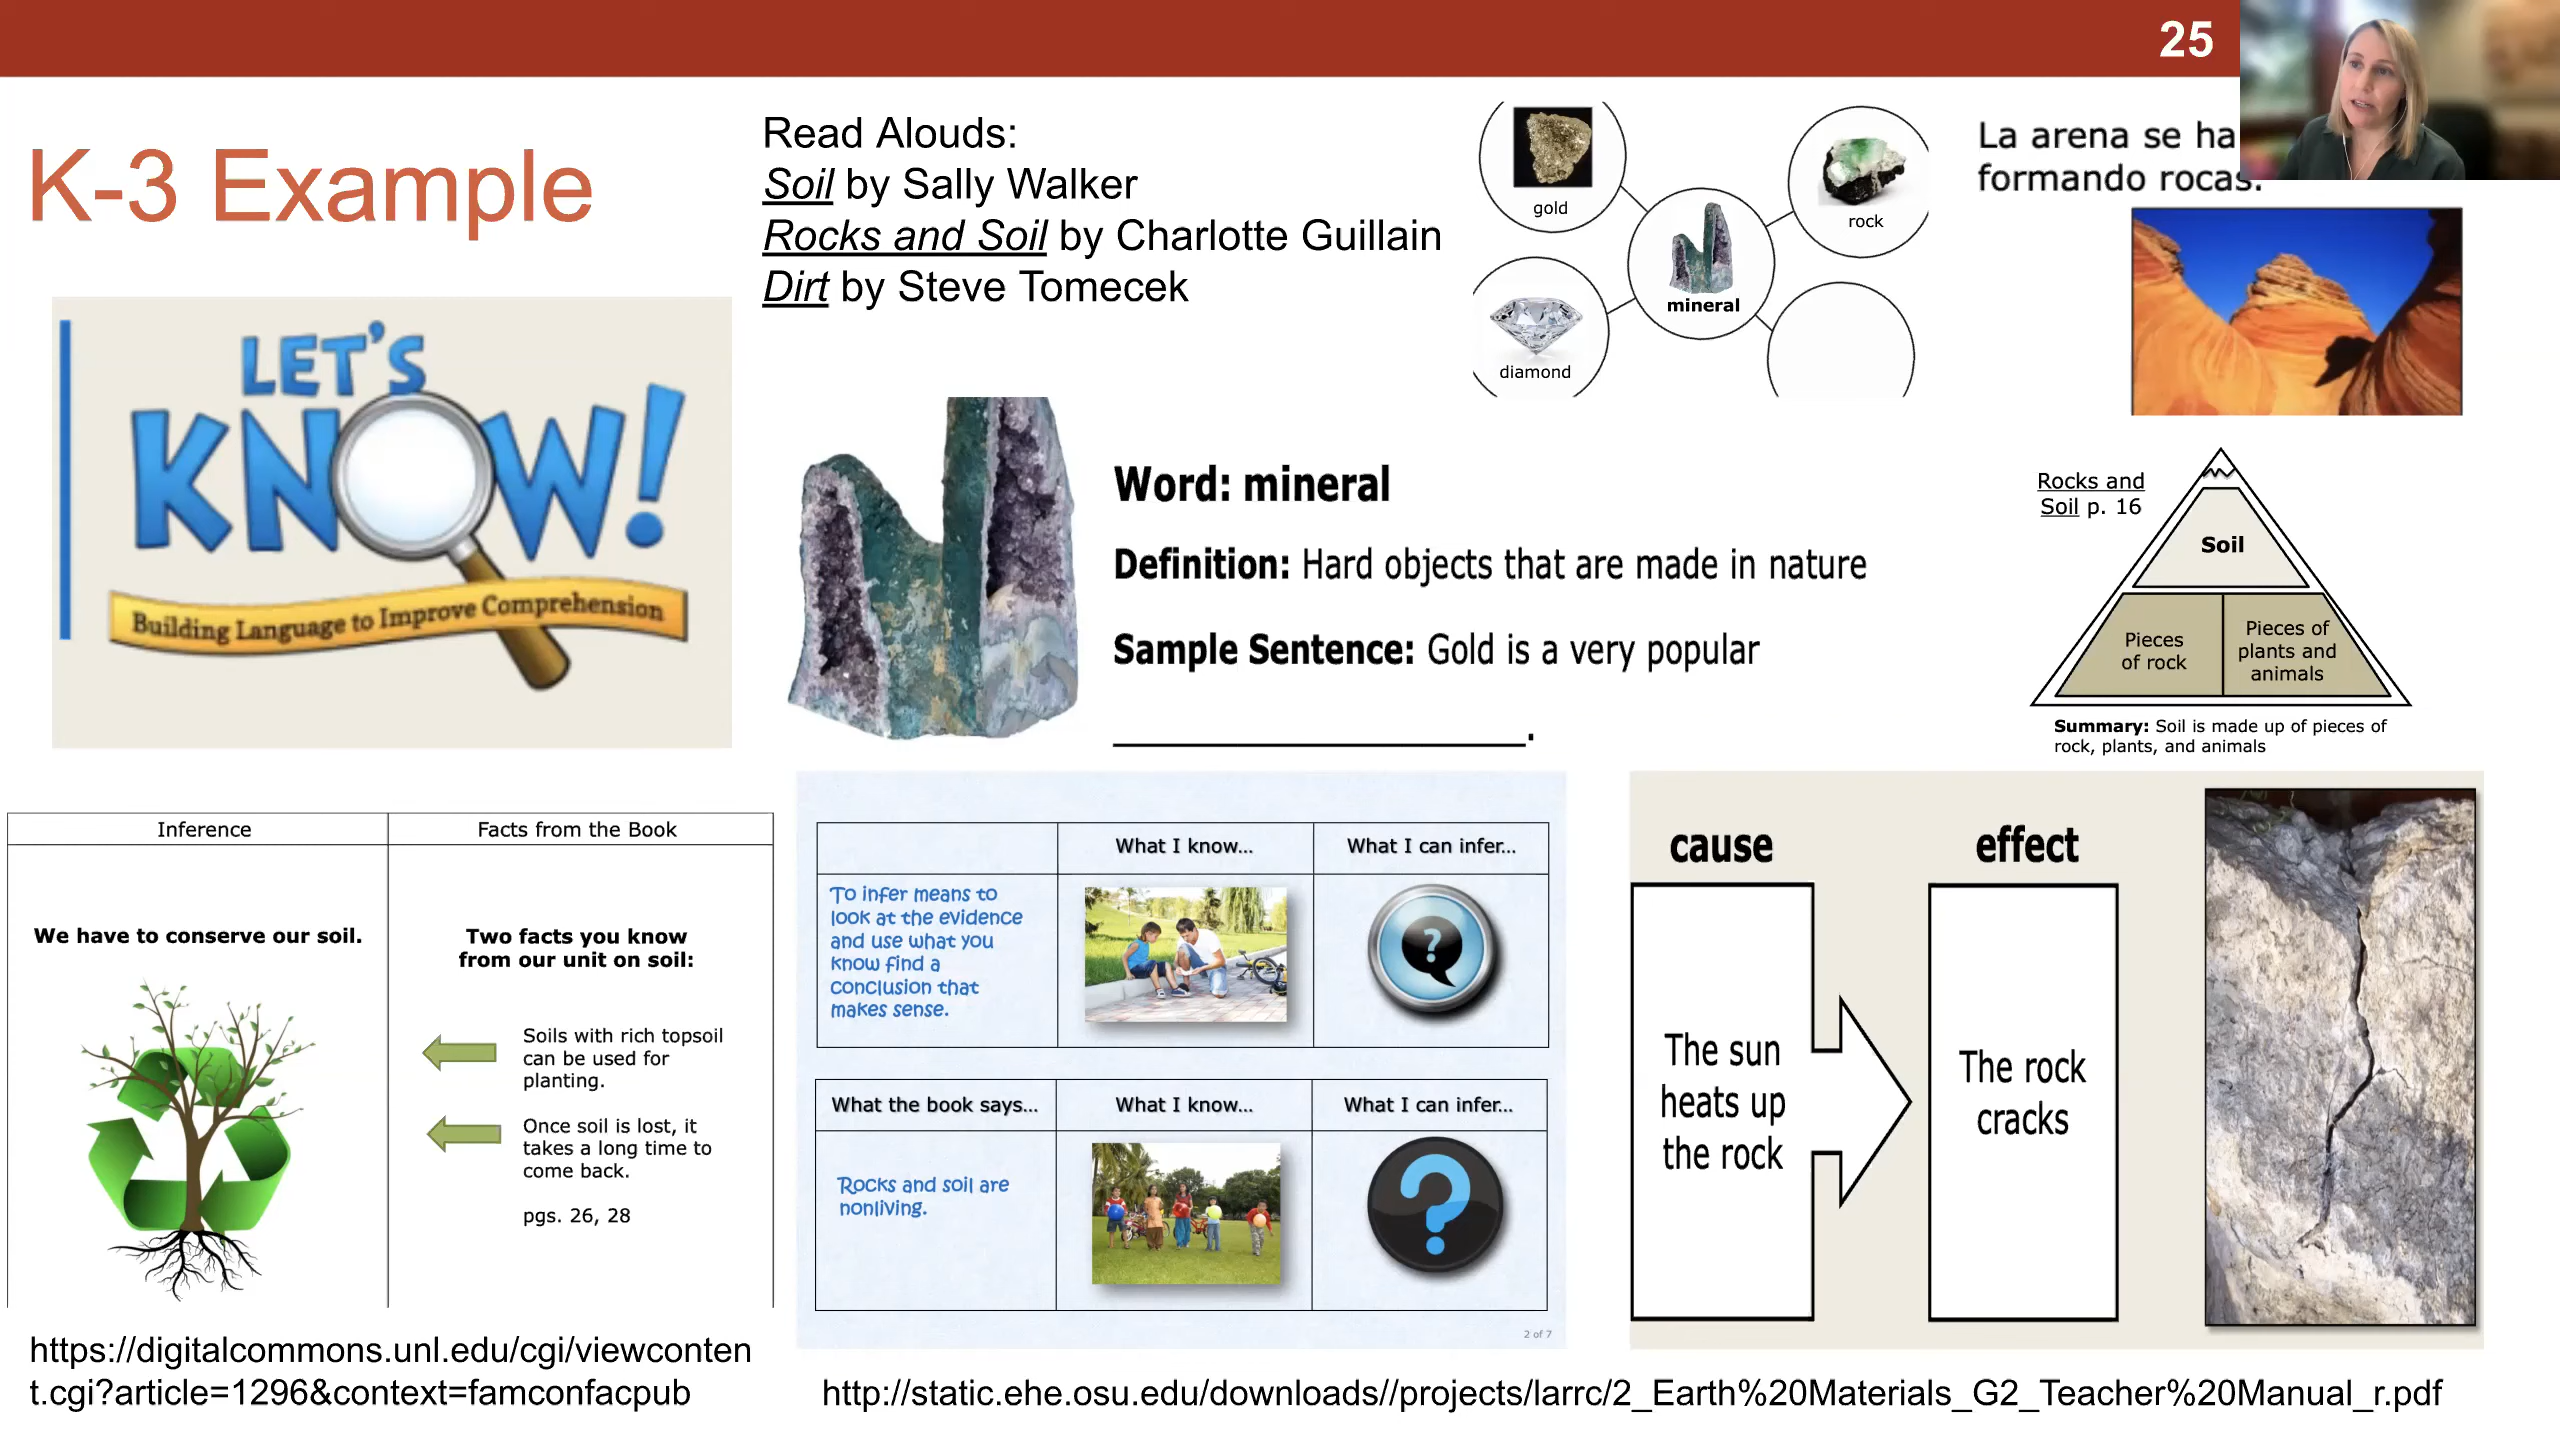 25
K-3 Example
Read Alouds:
Soil by Sally Walker
Rocks and Soil by Charlotte Guillain
Dirt by Steve Tomecek
gold
rock
mineral
diamond
La arena se ha
formando rocas.
LET'S
KNOW!
Building Language to Improve Comprehension
Word: mineral
Definition: Hard objects that are made in nature
Sample Sentence: Gold is a very popular
____________________.
Rocks and
Soil p. 16
Soil
Pieces
of rock
Pieces of
plants and
animals
Summary: Soil is made up of pieces of
rock, plants, and animals
Inference
Facts from the Book
We have to conserve our soil.
Two facts you know
from our unit on soil:
Soils with rich topsoil
can be used for
planting.
Once soil is lost, it
takes a long time to
come back.
pgs. 26, 28
What I know...
What I can infer...
To infer means to
look at the evidence
and use what you
know find a
conclusion that
makes sense.
?
What the book says...
What I know...
What I can infer...
Rocks and soil are
nonliving.
?
2 of 7
cause
effect
The sun
heats up
the rock
The rock
cracks
https://digitalcommons.unl.edu/cgi/viewconten
t.cgi?article=1296&context=famconfacpub
http://static.ehe.osu.edu/downloads//projects/larrc/2_Earth%20Materials_G2_Teacher%20Manual_r.pdf